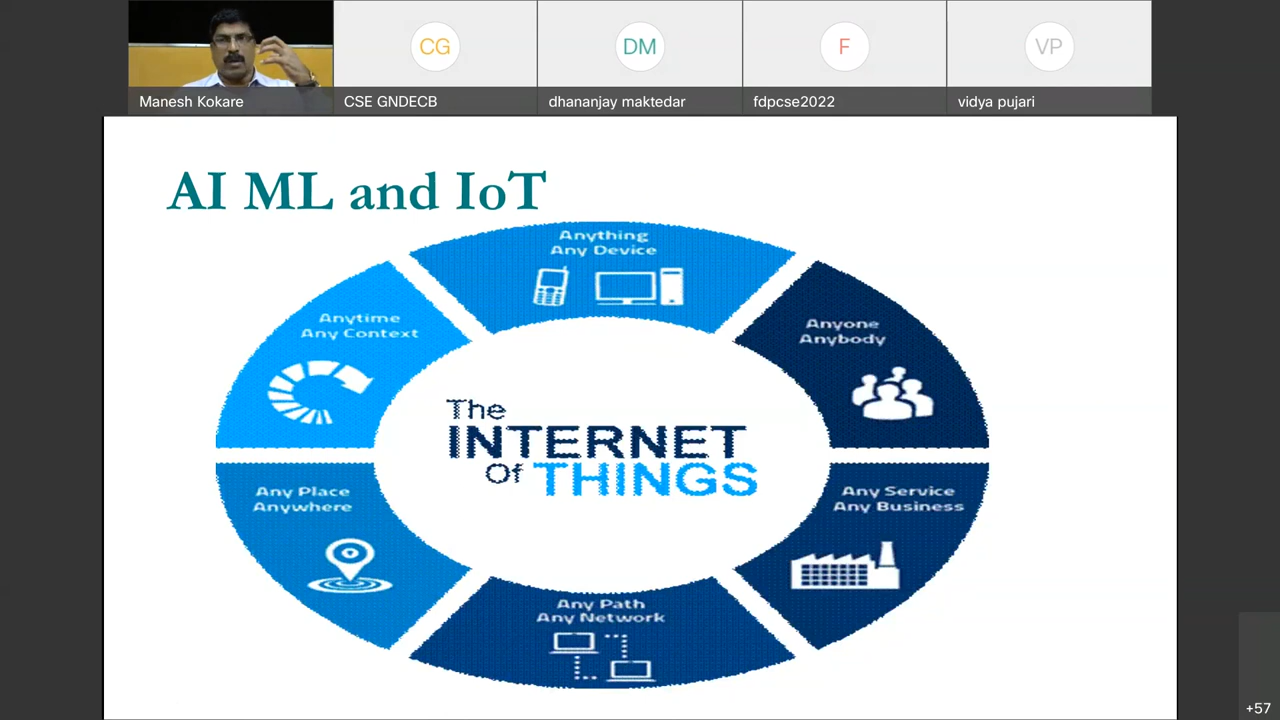 CG
DM
F
VP
Manesh Kokare
CSE GNDECB
dhananjay maktedar
fdpcse2022
vidya pujari
AI ML and IoT
Anything
Any Device
Anytime
Any Context
Anyone
Anybody
The
INTERNET
Of THINGS
Any Place
Anywhere
Any Service
Any Business
Any Path
Any Network
+57